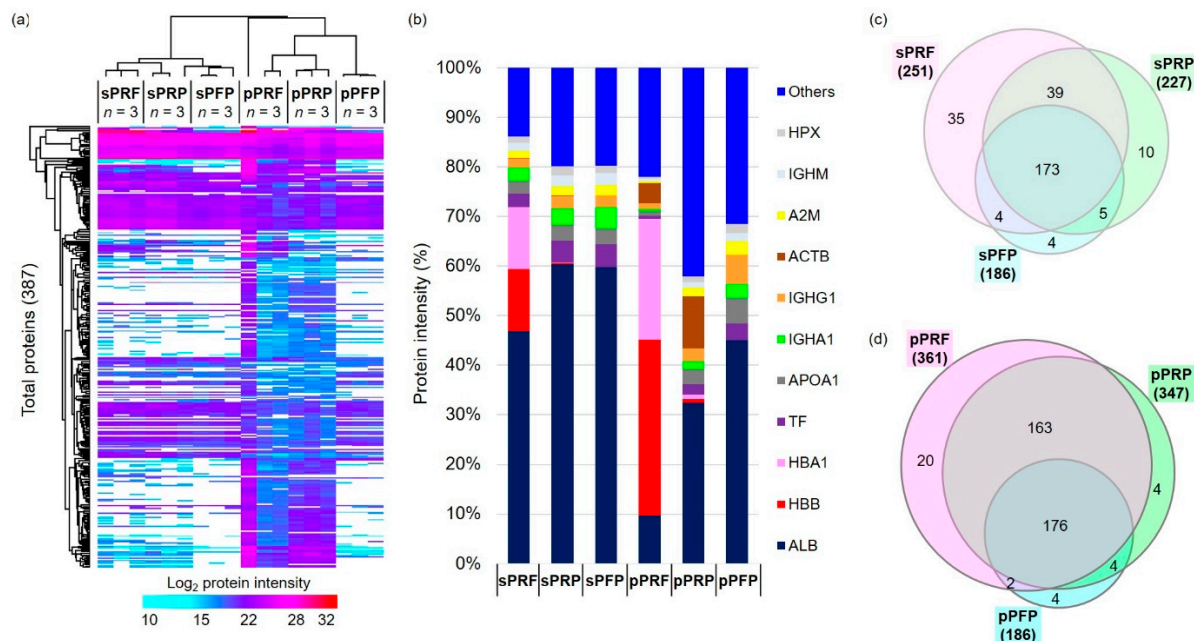 (a)
sPRF sPRP sPFP pPRF pPRP pPFP
n = 3 n = 3 n = 3 n = 3 n = 3 n = 3
Total proteins (387)
Log2 protein intensity
10 15 22 28 32
(b)
Protein intensity (%)
100%
90%
80%
70%
60%
50%
40%
30%
20%
10%
0%
sPRF sPRP sPFP pPRF pPRP pPFP
Others
HPX
IGHM
A2M
ACTB
IGHG1
IGHA1
APOA1
TF
HBA1
HBB
ALB
(c)
sPRF
(251)
sPRP
(227)
39
35
10
173
4
5
4
sPFP
(186)
(d)
pPRF
(361)
pPRP
(347)
163
20
4
176
4
2
4
pPFP
(186)